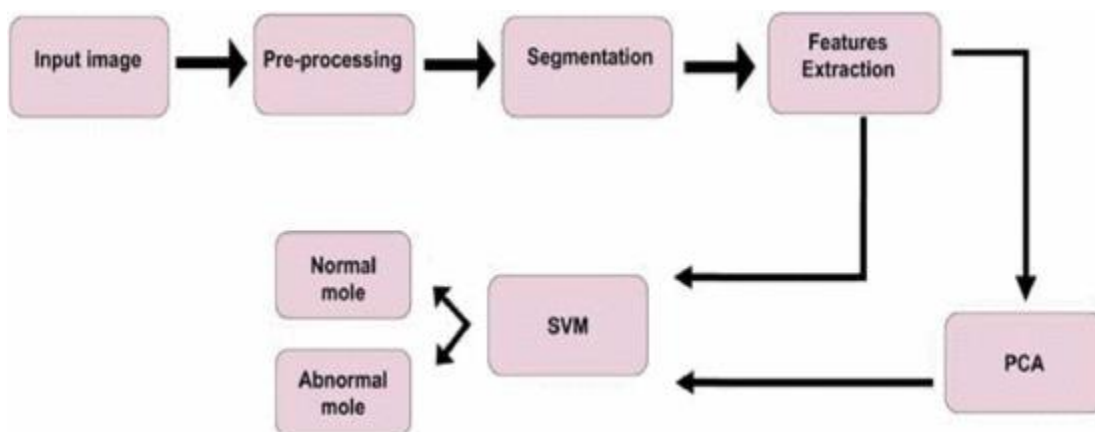 Input image
Pre-processing
Segmentation
Features
Extraction
Normal
mole
SVM
PCA
Abnormal
mole